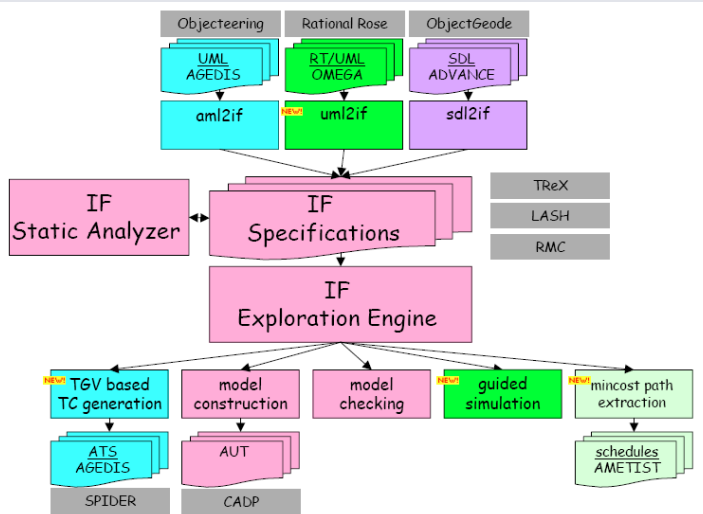 Objecteering
Rational Rose
ObjectGeode
UML
AGEDIS
RT/UML
OMEGA
SDL
ADVANCE
aml2if
NEW!
uml2if
sdl2if
IF
Static Analyzer
IF
Specifications
TReX
LASH
RMC
IF
Exploration Engine
NEW!
TGV based
TC generation
model
construction
model
checking
NEW!
guided
simulation
NEW!
mincost path
extraction
ATS
AGEDIS
AUT
schedules
AMETIST
SPIDER
CADP